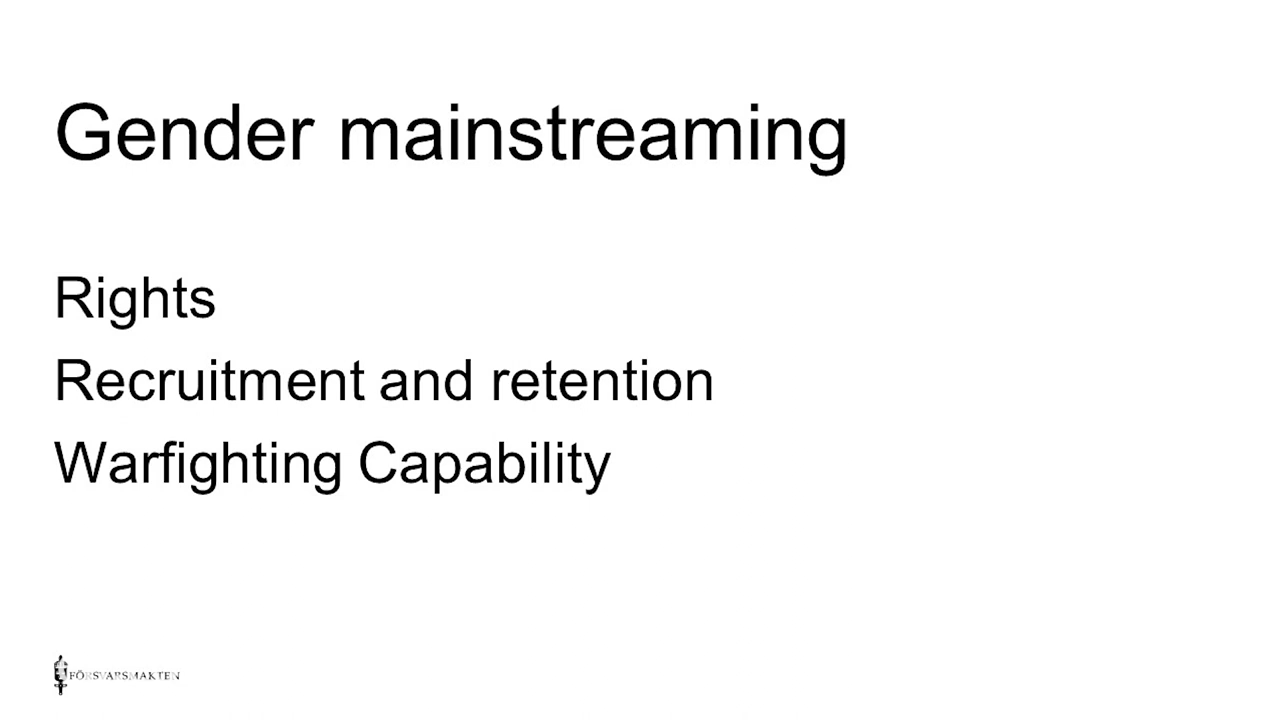 Gender mainstreaming
Rights
Recruitment and retention
Warfighting Capability
FÖRSVARSMAKTEN